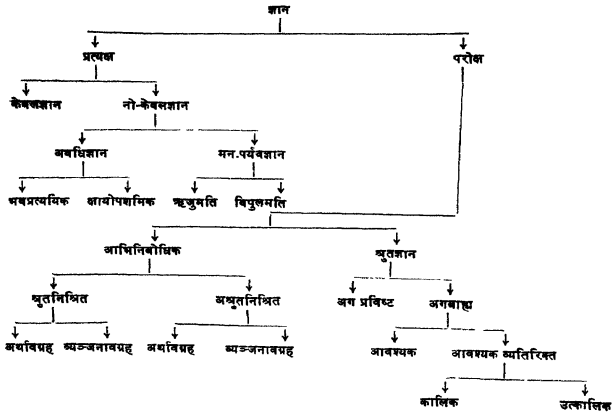 ज्ञान
प्रत्यक्ष परोक्ष
केवलज्ञान नो-केवलज्ञान
अवधिज्ञान मन.पर्यवज्ञान
भवप्रत्ययिक क्षायोपशमिक ऋजुमति विपुलमति
आभिनिबोधिक श्रुतज्ञान
श्रुतनिश्रित अश्रुतनिश्रित अग प्रविष्ट अगबाह्य
अर्थावग्रह व्यञ्जनावग्रह अर्थावग्रह व्यञ्जनावग्रह आवश्यक आवश्यक व्यतिरिक्त
कालिक उत्कालिक